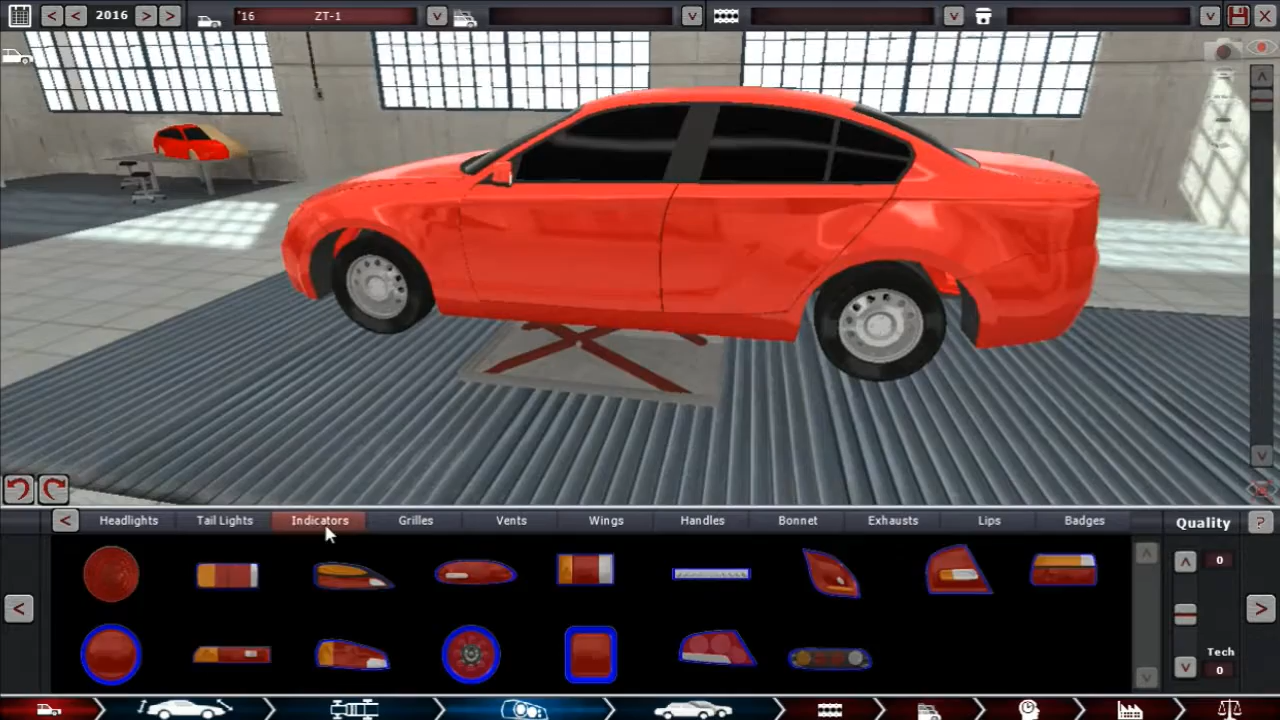 2016
'16 ZT-1
Headlights Tail Lights Indicators Grilles Vents Wings Handles Bonnet Exhausts Lips Badges
Quality ?
0
Tech
0